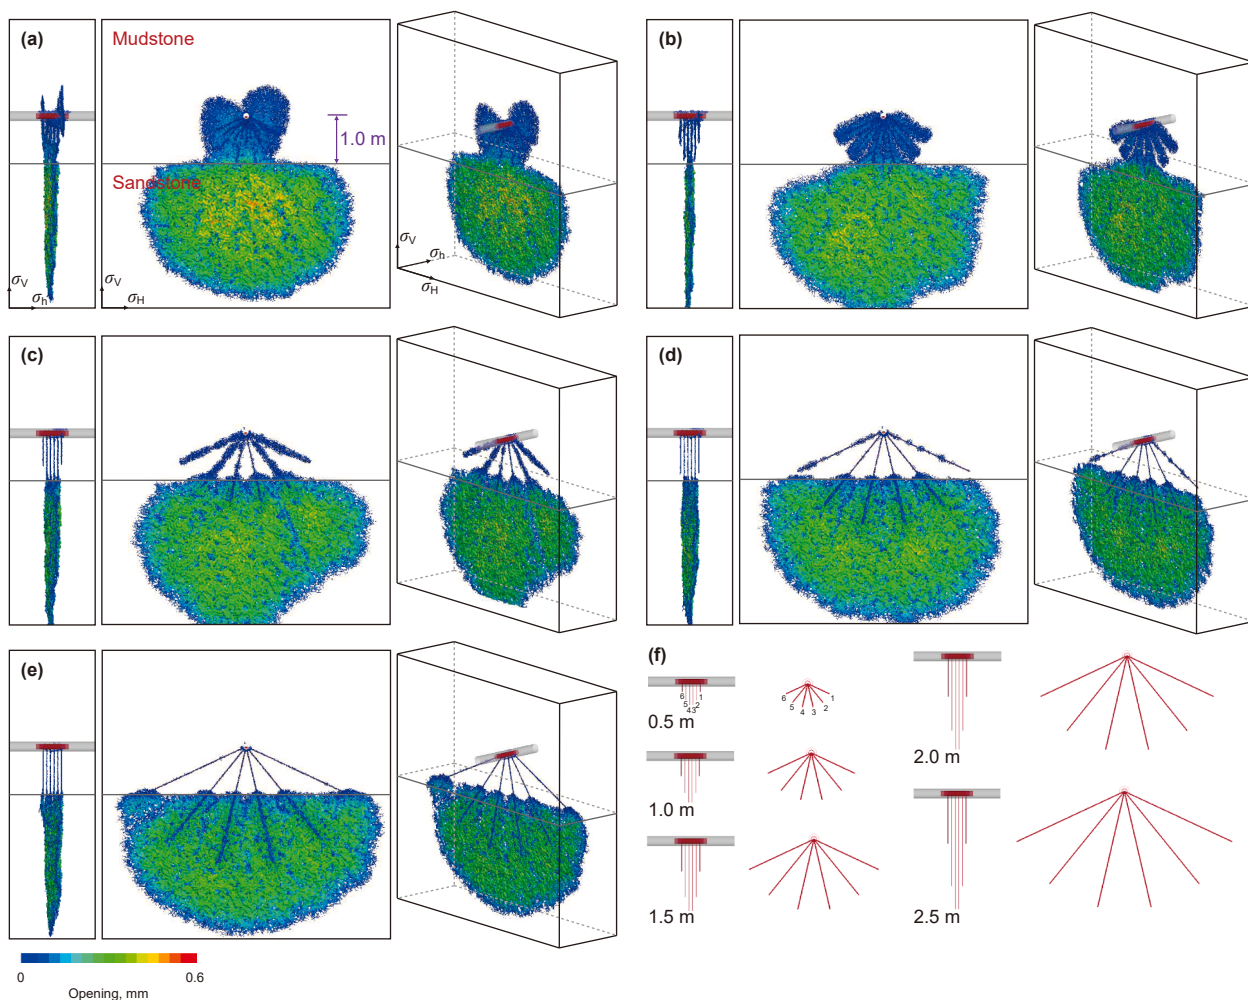 (a)
Mudstone
1.0 m
Sandstone
σV
σh
σV
σH
σV
σh
σH
(b)
(c)
(d)
(e)
(f)
6 1
5 2
4 3
0.5 m
6 1
5 2
4 3
1.0 m
1.5 m
2.0 m
2.5 m
0 0.6
Opening, mm